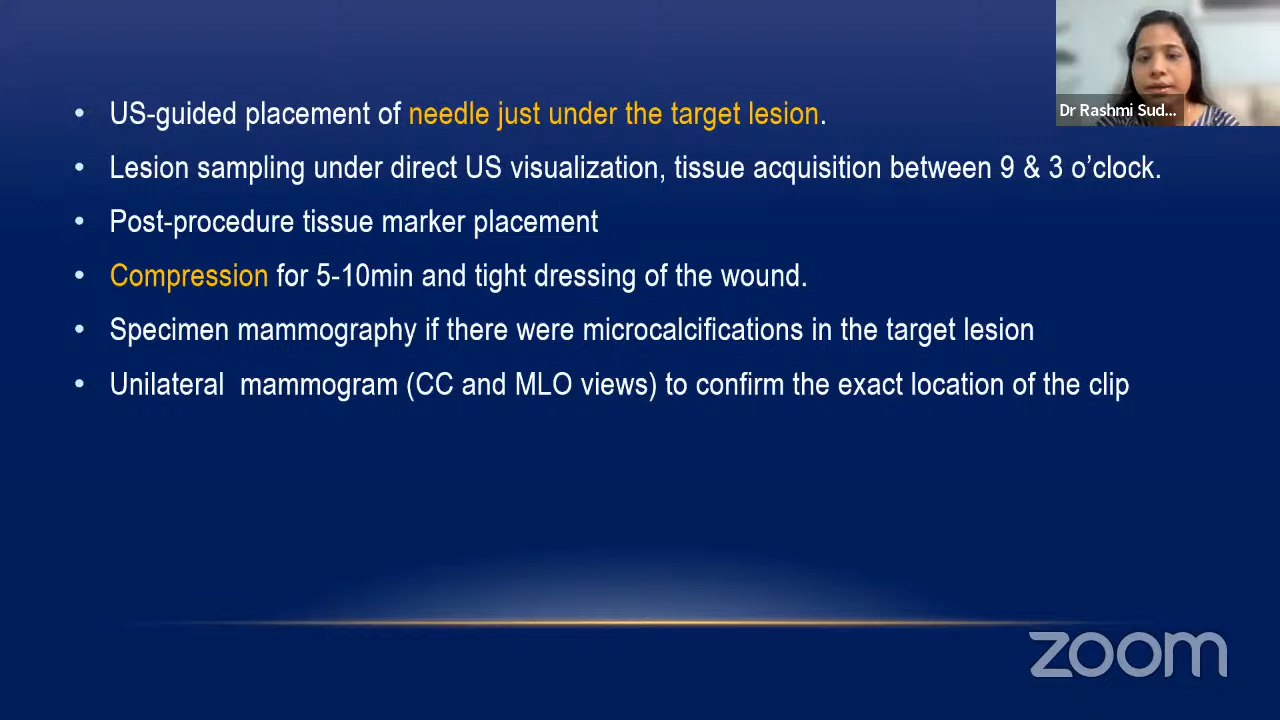 US-guided placement of needle just under the target lesion.
Lesion sampling under direct US visualization, tissue acquisition between 9 & 3 o’clock.
Post-procedure tissue marker placement
Compression for 5-10min and tight dressing of the wound.
Specimen mammography if there were microcalcifications in the target lesion
Unilateral mammogram (CC and MLO views) to confirm the exact location of the clip
Dr Rashmi Sud...
zoom